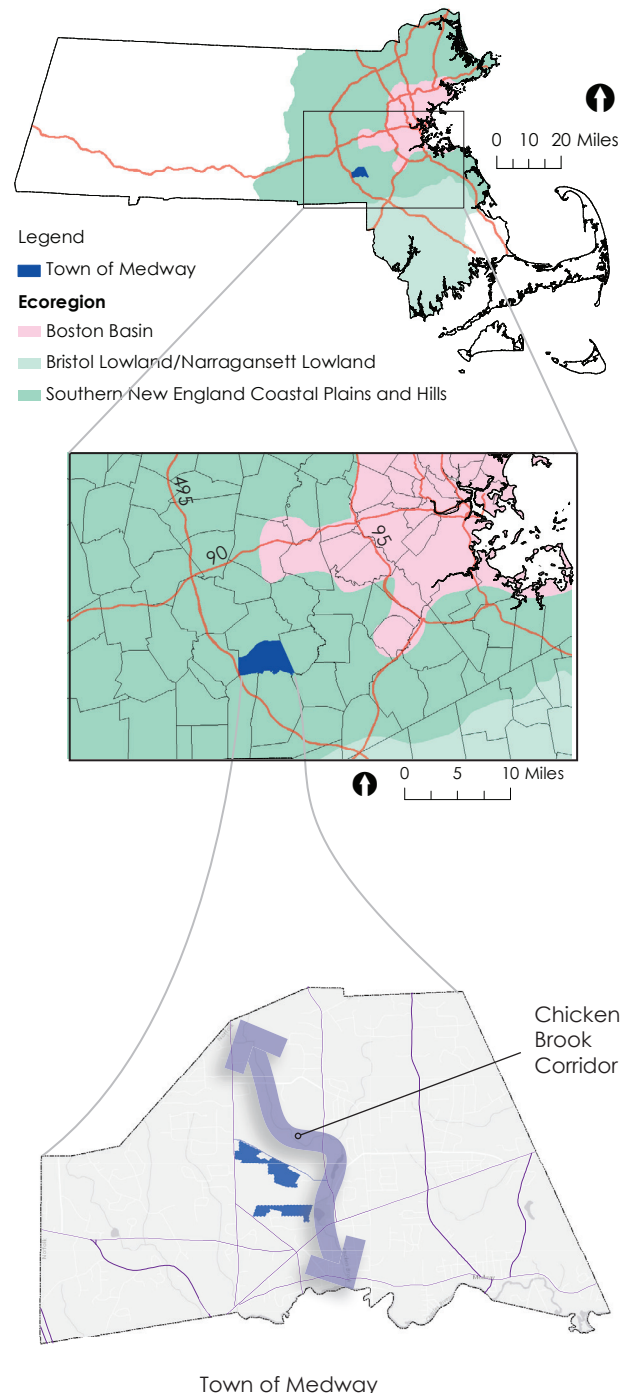 0 10 20 Miles
Legend
Town of Medway
Ecoregion
Boston Basin
Bristol Lowland/Narragansett Lowland
Southern New England Coastal Plains and Hills
495
90
95
0 5 10 Miles
Chicken
Brook
Corridor
Town of Medway